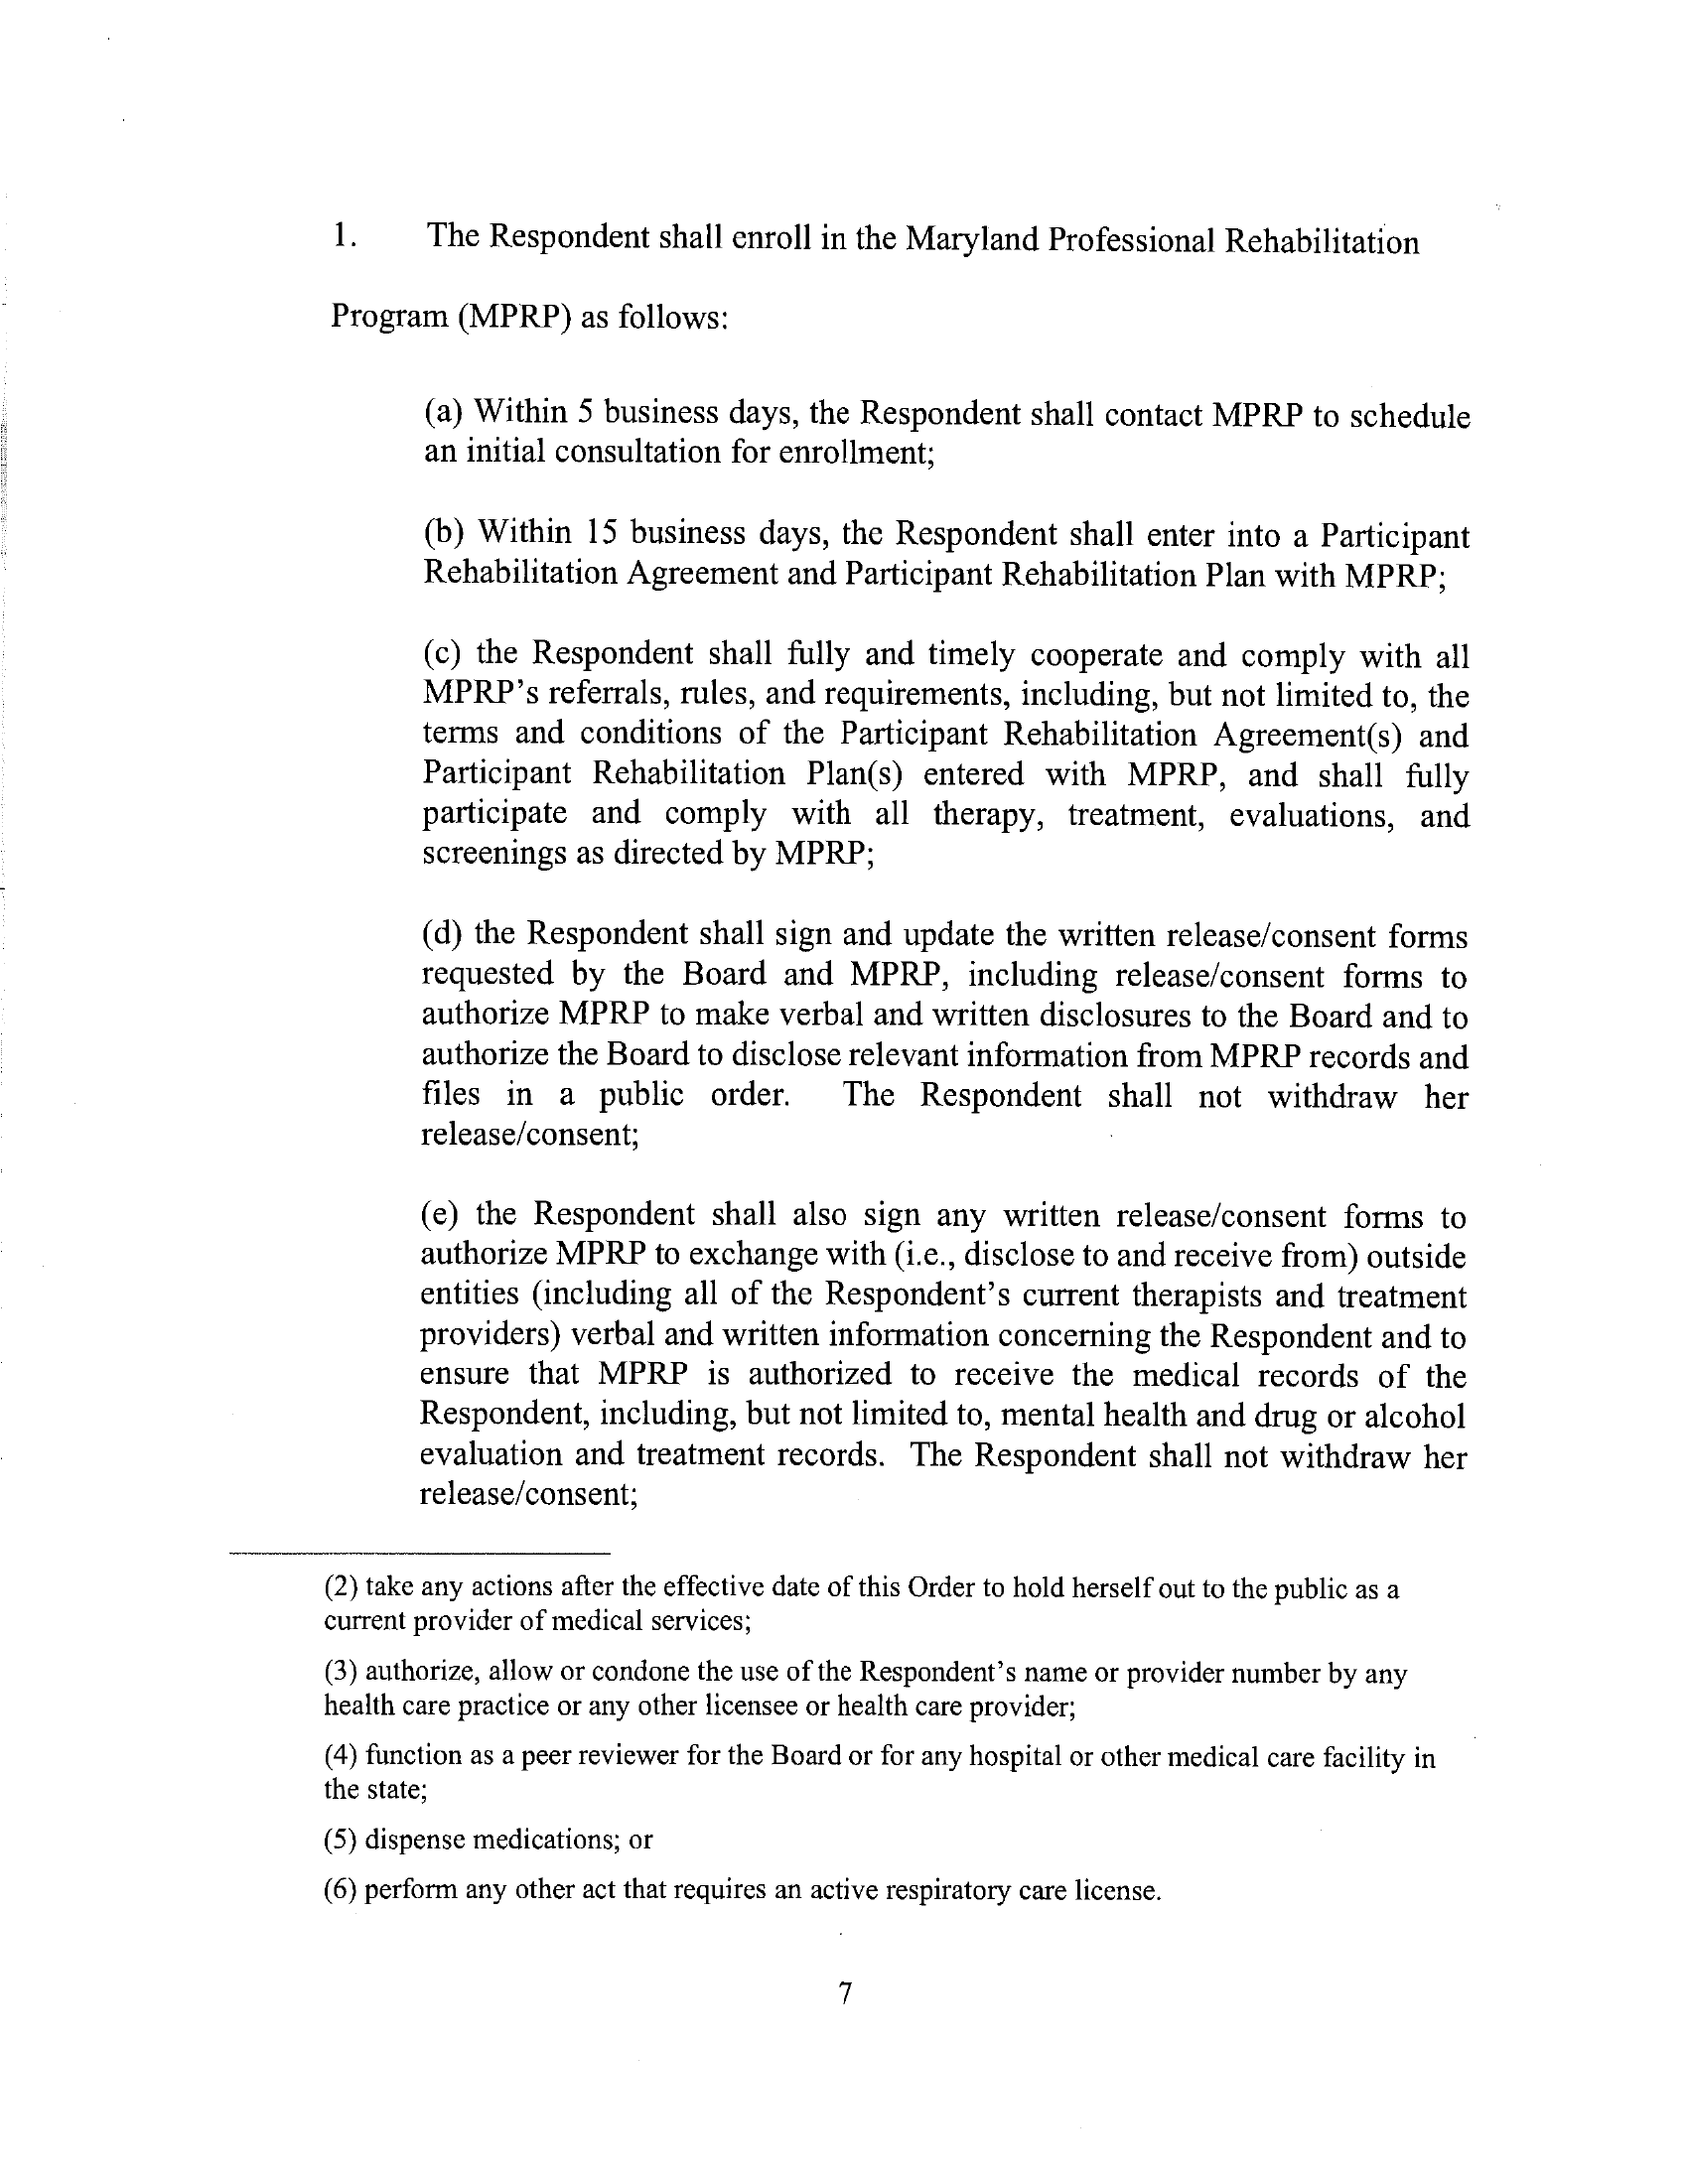 1. The Respondent shall enroll in the Maryland Professional Rehabilitation
Program (MPRP) as follows:
(a) Within 5 business days, the Respondent shall contact MPRP to schedule
an initial consultation for enrollment;
(b) Within 15 business days, the Respondent shall enter into a Participant
Rehabilitation Agreement and Participant Rehabilitation Plan with MPRP;
(c) the Respondent shall fully and timely cooperate and comply with all
MPRP’s referrals, rules, and requirements, including, but not limited to, the
terms and conditions of the Participant Rehabilitation Agreement(s) and
Participant Rehabilitation Plan(s) entered with MPRP, and shall fully
participate and comply with all therapy, treatment, evaluations, and
screenings as directed by MPRP;
(d) the Respondent shall sign and update the written release/consent forms
requested by the Board and MPRP, including release/consent forms to
authorize MPRP to make verbal and written disclosures to the Board and to
authorize the Board to disclose relevant information from MPRP records and
files in a public order. The Respondent shall not withdraw her
release/consent;
(e) the Respondent shall also sign any written release/consent forms to
authorize MPRP to exchange with (i.e., disclose to and receive from) outside
entities (including all of the Respondent’s current therapists and treatment
providers) verbal and written information concerning the Respondent and to
ensure that MPRP is authorized to receive the medical records of the
Respondent, including, but not limited to, mental health and drug or alcohol
evaluation and treatment records. The Respondent shall not withdraw her
release/consent;
(2) take any actions after the effective date of this Order to hold herself out to the public as a
current provider of medical services;
(3) authorize, allow or condone the use of the Respondent’s name or provider number by any
health care practice or any other licensee or health care provider;
(4) function as a peer reviewer for the Board or for any hospital or other medical care facility in
the state;
(5) dispense medications; or
(6) perform any other act that requires an active respiratory care license.
7